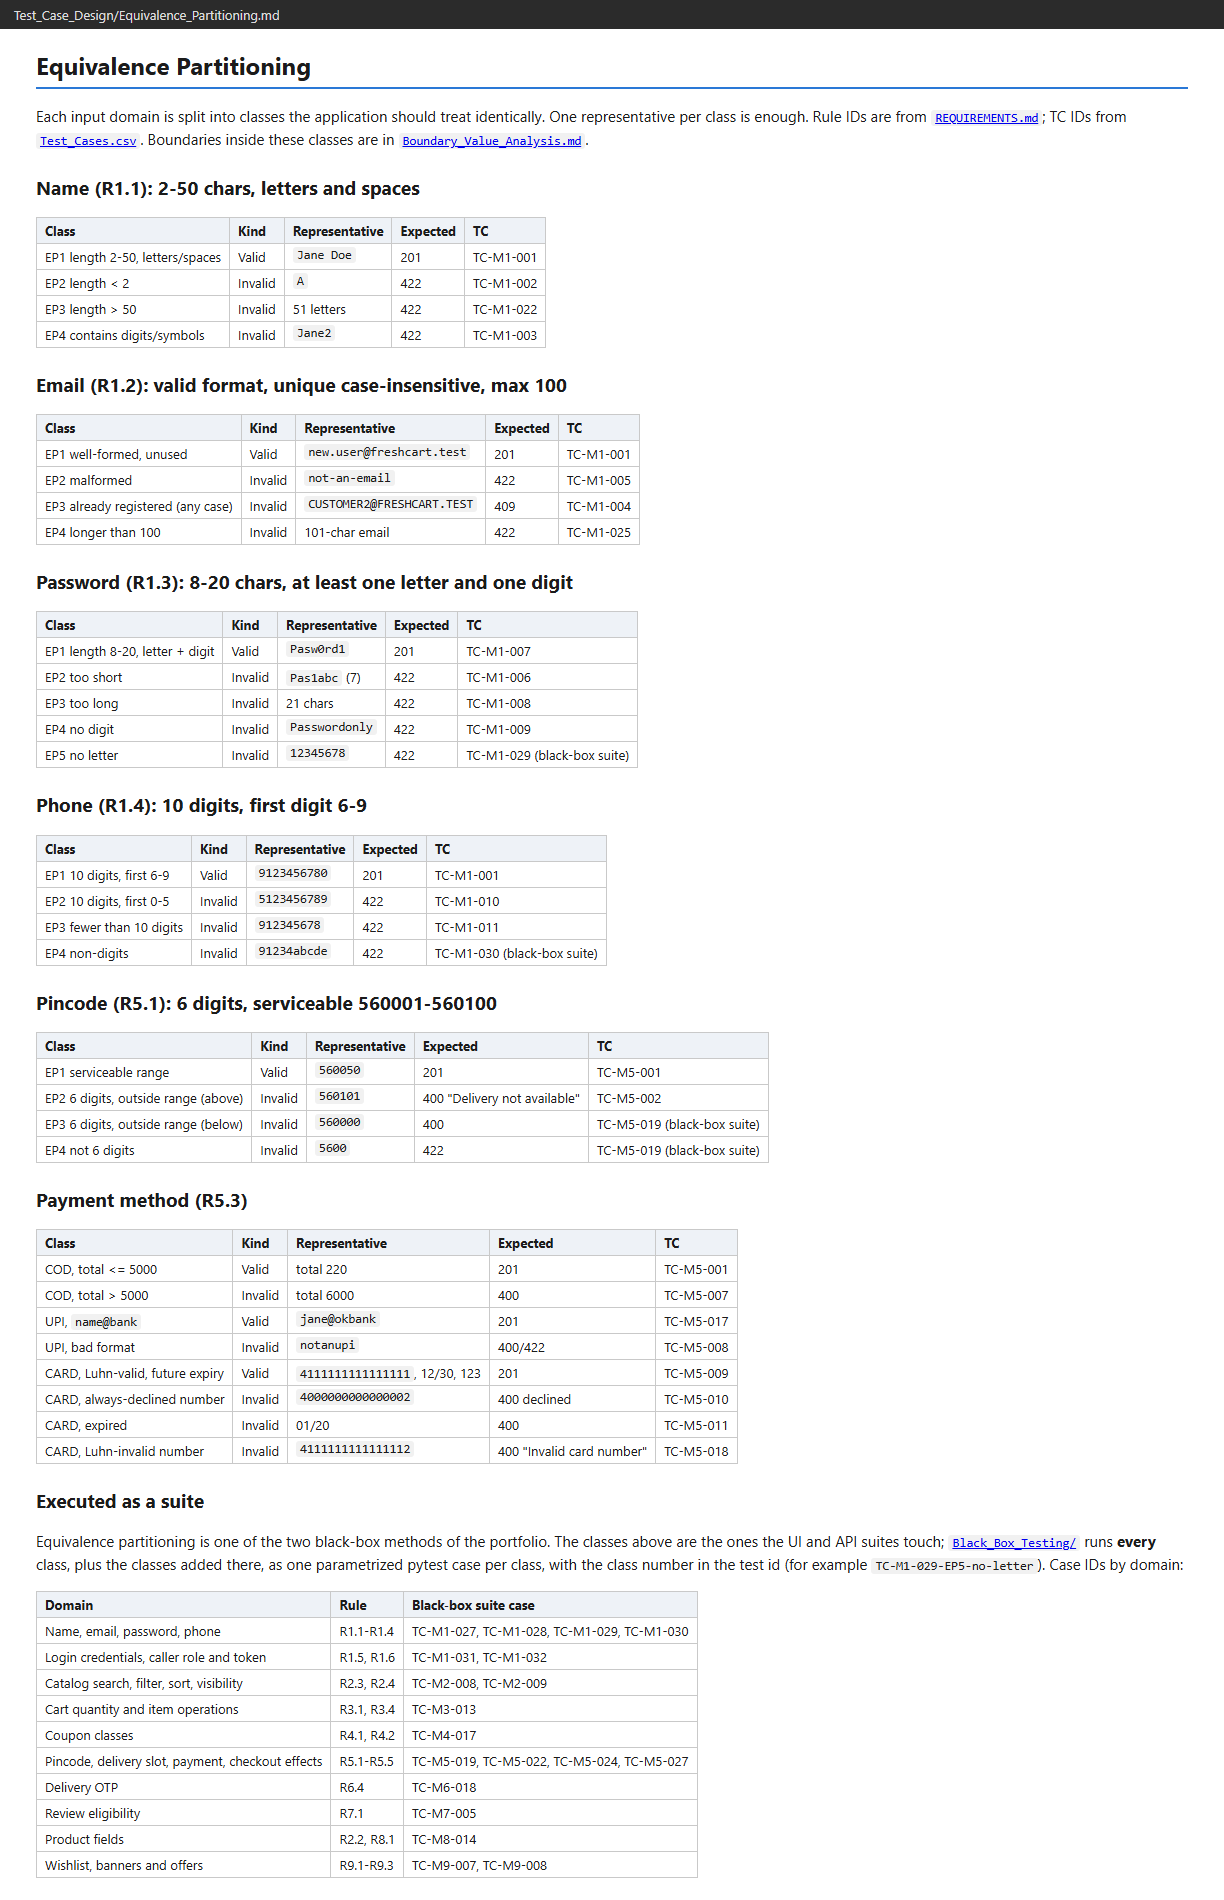 Test_Case_Design/Equivalence_Partitioning.md
Equivalence Partitioning
Each input domain is split into classes the application should treat identically. One representative per class is enough. Rule IDs are from REQUIREMENTS.md ; TC IDs from
Test_Cases.csv . Boundaries inside these classes are in Boundary_Value_Analysis.md .
Name (R1.1): 2-50 chars, letters and spaces
Class Kind Representative Expected TC
EP1 length 2-50, letters/spaces Valid Jane Doe 201 TC-M1-001
EP2 length < 2 Invalid A 422 TC-M1-002
EP3 length > 50 Invalid 51 letters 422 TC-M1-022
EP4 contains digits/symbols Invalid Jane2 422 TC-M1-003
Email (R1.2): valid format, unique case-insensitive, max 100
Class Kind Representative Expected TC
EP1 well-formed, unused Valid new.user@freshcart.test 201 TC-M1-001
EP2 malformed Invalid not-an-email 422 TC-M1-005
EP3 already registered (any case) Invalid CUSTOMER2@FRESHCART.TEST 409 TC-M1-004
EP4 longer than 100 Invalid 101-char email 422 TC-M1-025
Password (R1.3): 8-20 chars, at least one letter and one digit
Class Kind Representative Expected TC
EP1 length 8-20, letter + digit Valid Pasw0rd1 201 TC-M1-007
EP2 too short Invalid Pas1abc (7) 422 TC-M1-006
EP3 too long Invalid 21 chars 422 TC-M1-008
EP4 no digit Invalid Passwordonly 422 TC-M1-009
EP5 no letter Invalid 12345678 422 TC-M1-029 (black-box suite)
Phone (R1.4): 10 digits, first digit 6-9
Class Kind Representative Expected TC
EP1 10 digits, first 6-9 Valid 9123456780 201 TC-M1-001
EP2 10 digits, first 0-5 Invalid 5123456789 422 TC-M1-010
EP3 fewer than 10 digits Invalid 912345678 422 TC-M1-011
EP4 non-digits Invalid 91234abcde 422 TC-M1-030 (black-box suite)
Pincode (R5.1): 6 digits, serviceable 560001-560100
Class Kind Representative Expected TC
EP1 serviceable range Valid 560050 201 TC-M5-001
EP2 6 digits, outside range (above) Invalid 560101 400 "Delivery not available" TC-M5-002
EP3 6 digits, outside range (below) Invalid 560000 400 TC-M5-019 (black-box suite)
EP4 not 6 digits Invalid 5600 422 TC-M5-019 (black-box suite)
Payment method (R5.3)
Class Kind Representative Expected TC
COD, total <= 5000 Valid total 220 201 TC-M5-001
COD, total > 5000 Invalid total 6000 400 TC-M5-007
UPI, name@bank Valid jane@okbank 201 TC-M5-017
UPI, bad format Invalid notanupi 400/422 TC-M5-008
CARD, Luhn-valid, future expiry Valid 4111111111111111 , 12/30, 123 201 TC-M5-009
CARD, always-declined number Invalid 4000000000000002 400 declined TC-M5-010
CARD, expired Invalid 01/20 400 TC-M5-011
CARD, Luhn-invalid number Invalid 4111111111111112 400 "Invalid card number" TC-M5-018
Executed as a suite
Equivalence partitioning is one of the two black-box methods of the portfolio. The classes above are the ones the UI and API suites touch; Black_Box_Testing/ runs every
class, plus the classes added there, as one parametrized pytest case per class, with the class number in the test id (for example TC-M1-029-EP5-no-letter ). Case IDs by domain:
Domain Rule Black-box suite case
Name, email, password, phone R1.1-R1.4 TC-M1-027, TC-M1-028, TC-M1-029, TC-M1-030
Login credentials, caller role and token R1.5, R1.6 TC-M1-031, TC-M1-032
Catalog search, filter, sort, visibility R2.3, R2.4 TC-M2-008, TC-M2-009
Cart quantity and item operations R3.1, R3.4 TC-M3-013
Coupon classes R4.1, R4.2 TC-M4-017
Pincode, delivery slot, payment, checkout effects R5.1-R5.5 TC-M5-019, TC-M5-022, TC-M5-024, TC-M5-027
Delivery OTP R6.4 TC-M6-018
Review eligibility R7.1 TC-M7-005
Product fields R2.2, R8.1 TC-M8-014
Wishlist, banners and offers R9.1-R9.3 TC-M9-007, TC-M9-008